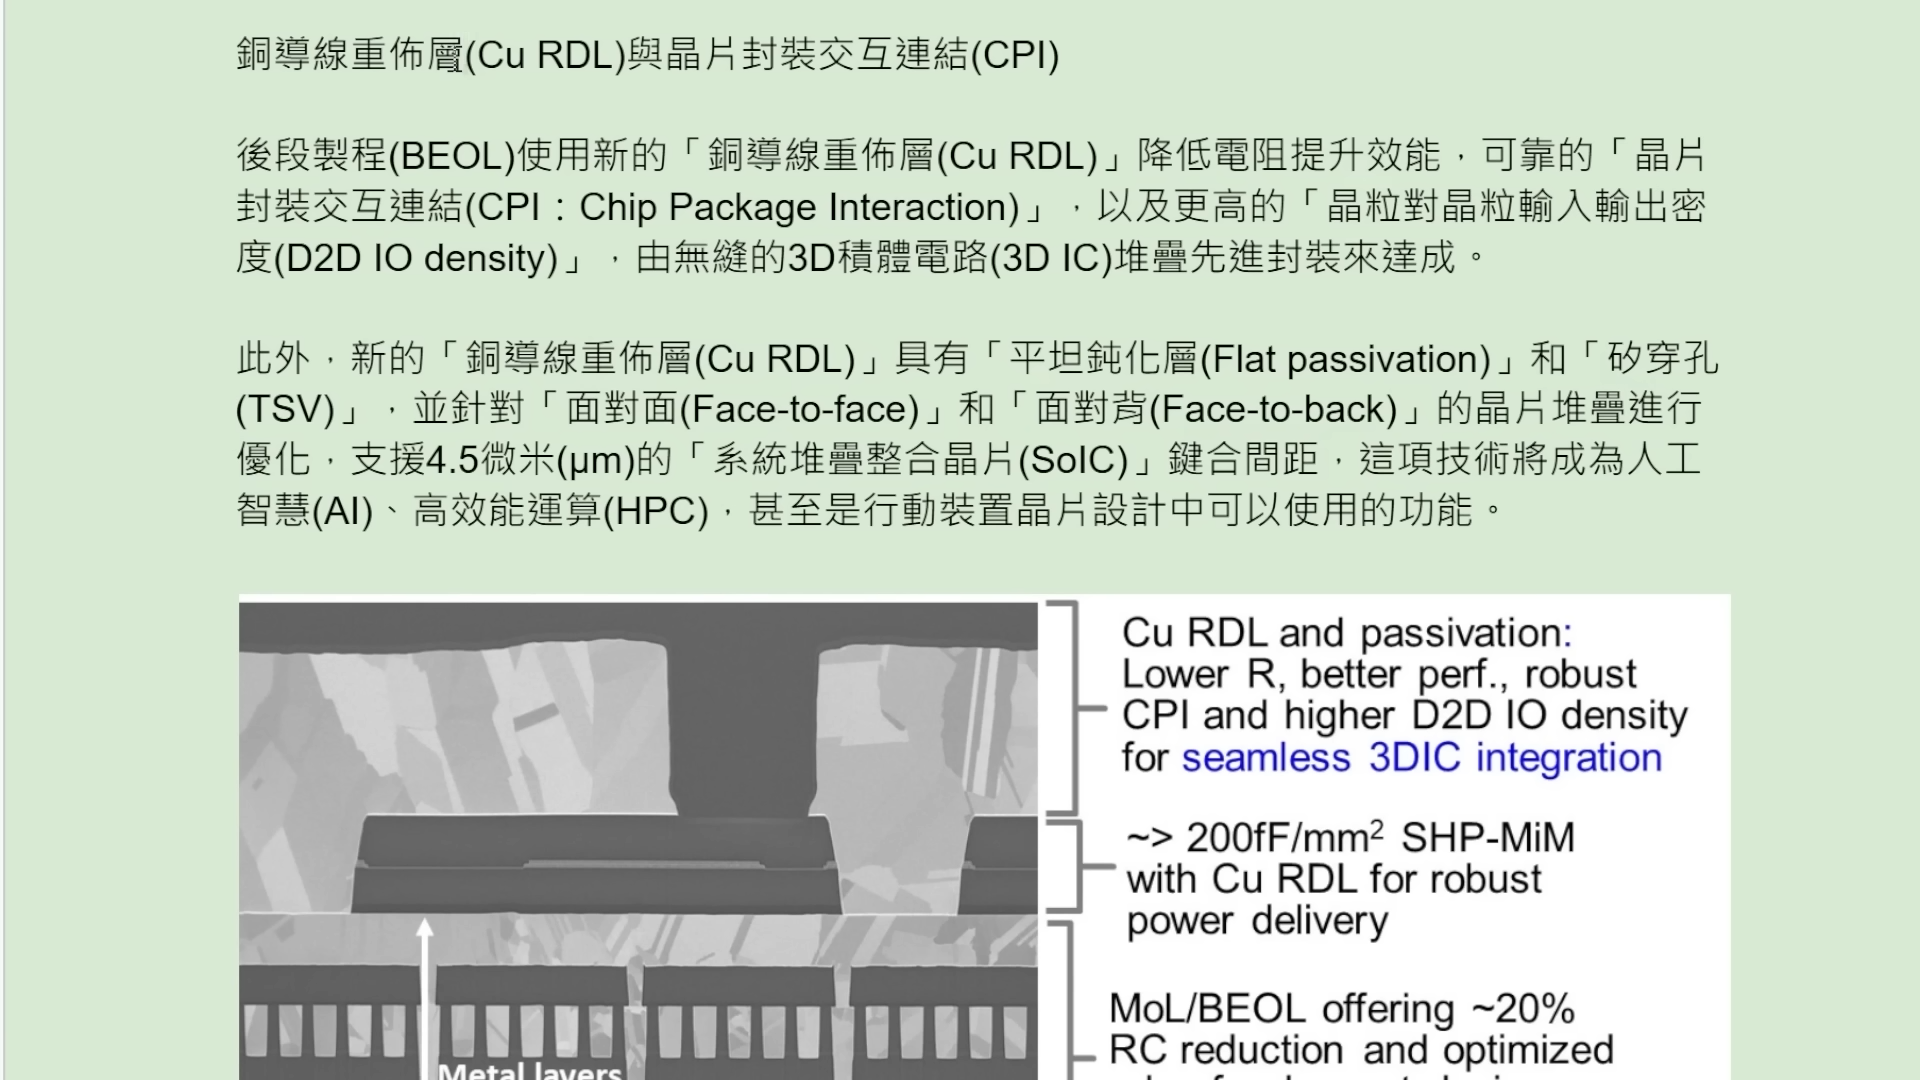 銅導線重佈層(Cu RDL)與晶片封裝交互連結(CPI)
後段製程(BEOL)使用新的「銅導線重佈層(Cu RDL)」降低電阻提升效能，可靠的「晶片
封裝交互連結(CPI：Chip Package Interaction)」，以及更高的「晶粒對晶粒輸入輸出密
度(D2D IO density)」，由無縫的3D積體電路(3D IC)堆疊先進封裝來達成。
此外，新的「銅導線重佈層(Cu RDL)」具有「平坦鈍化層(Flat passivation)」和「矽穿孔
(TSV)」，並針對「面對面(Face-to-face)」和「面對背(Face-to-back)」的晶片堆疊進行
優化，支援4.5微米(μm)的「系統堆疊整合晶片(SoIC)」鍵合間距，這項技術將成為人工
智慧(AI)、高效能運算(HPC)，甚至是行動裝置晶片設計中可以使用的功能。
Cu RDL and passivation:
Lower R, better perf., robust
CPI and higher D2D IO density
for seamless 3DIC integration
~> 200fF/mm² SHP-MiM
with Cu RDL for robust
power delivery
MoL/BEOL offering ~20%
RC reduction and optimized
Metal layers